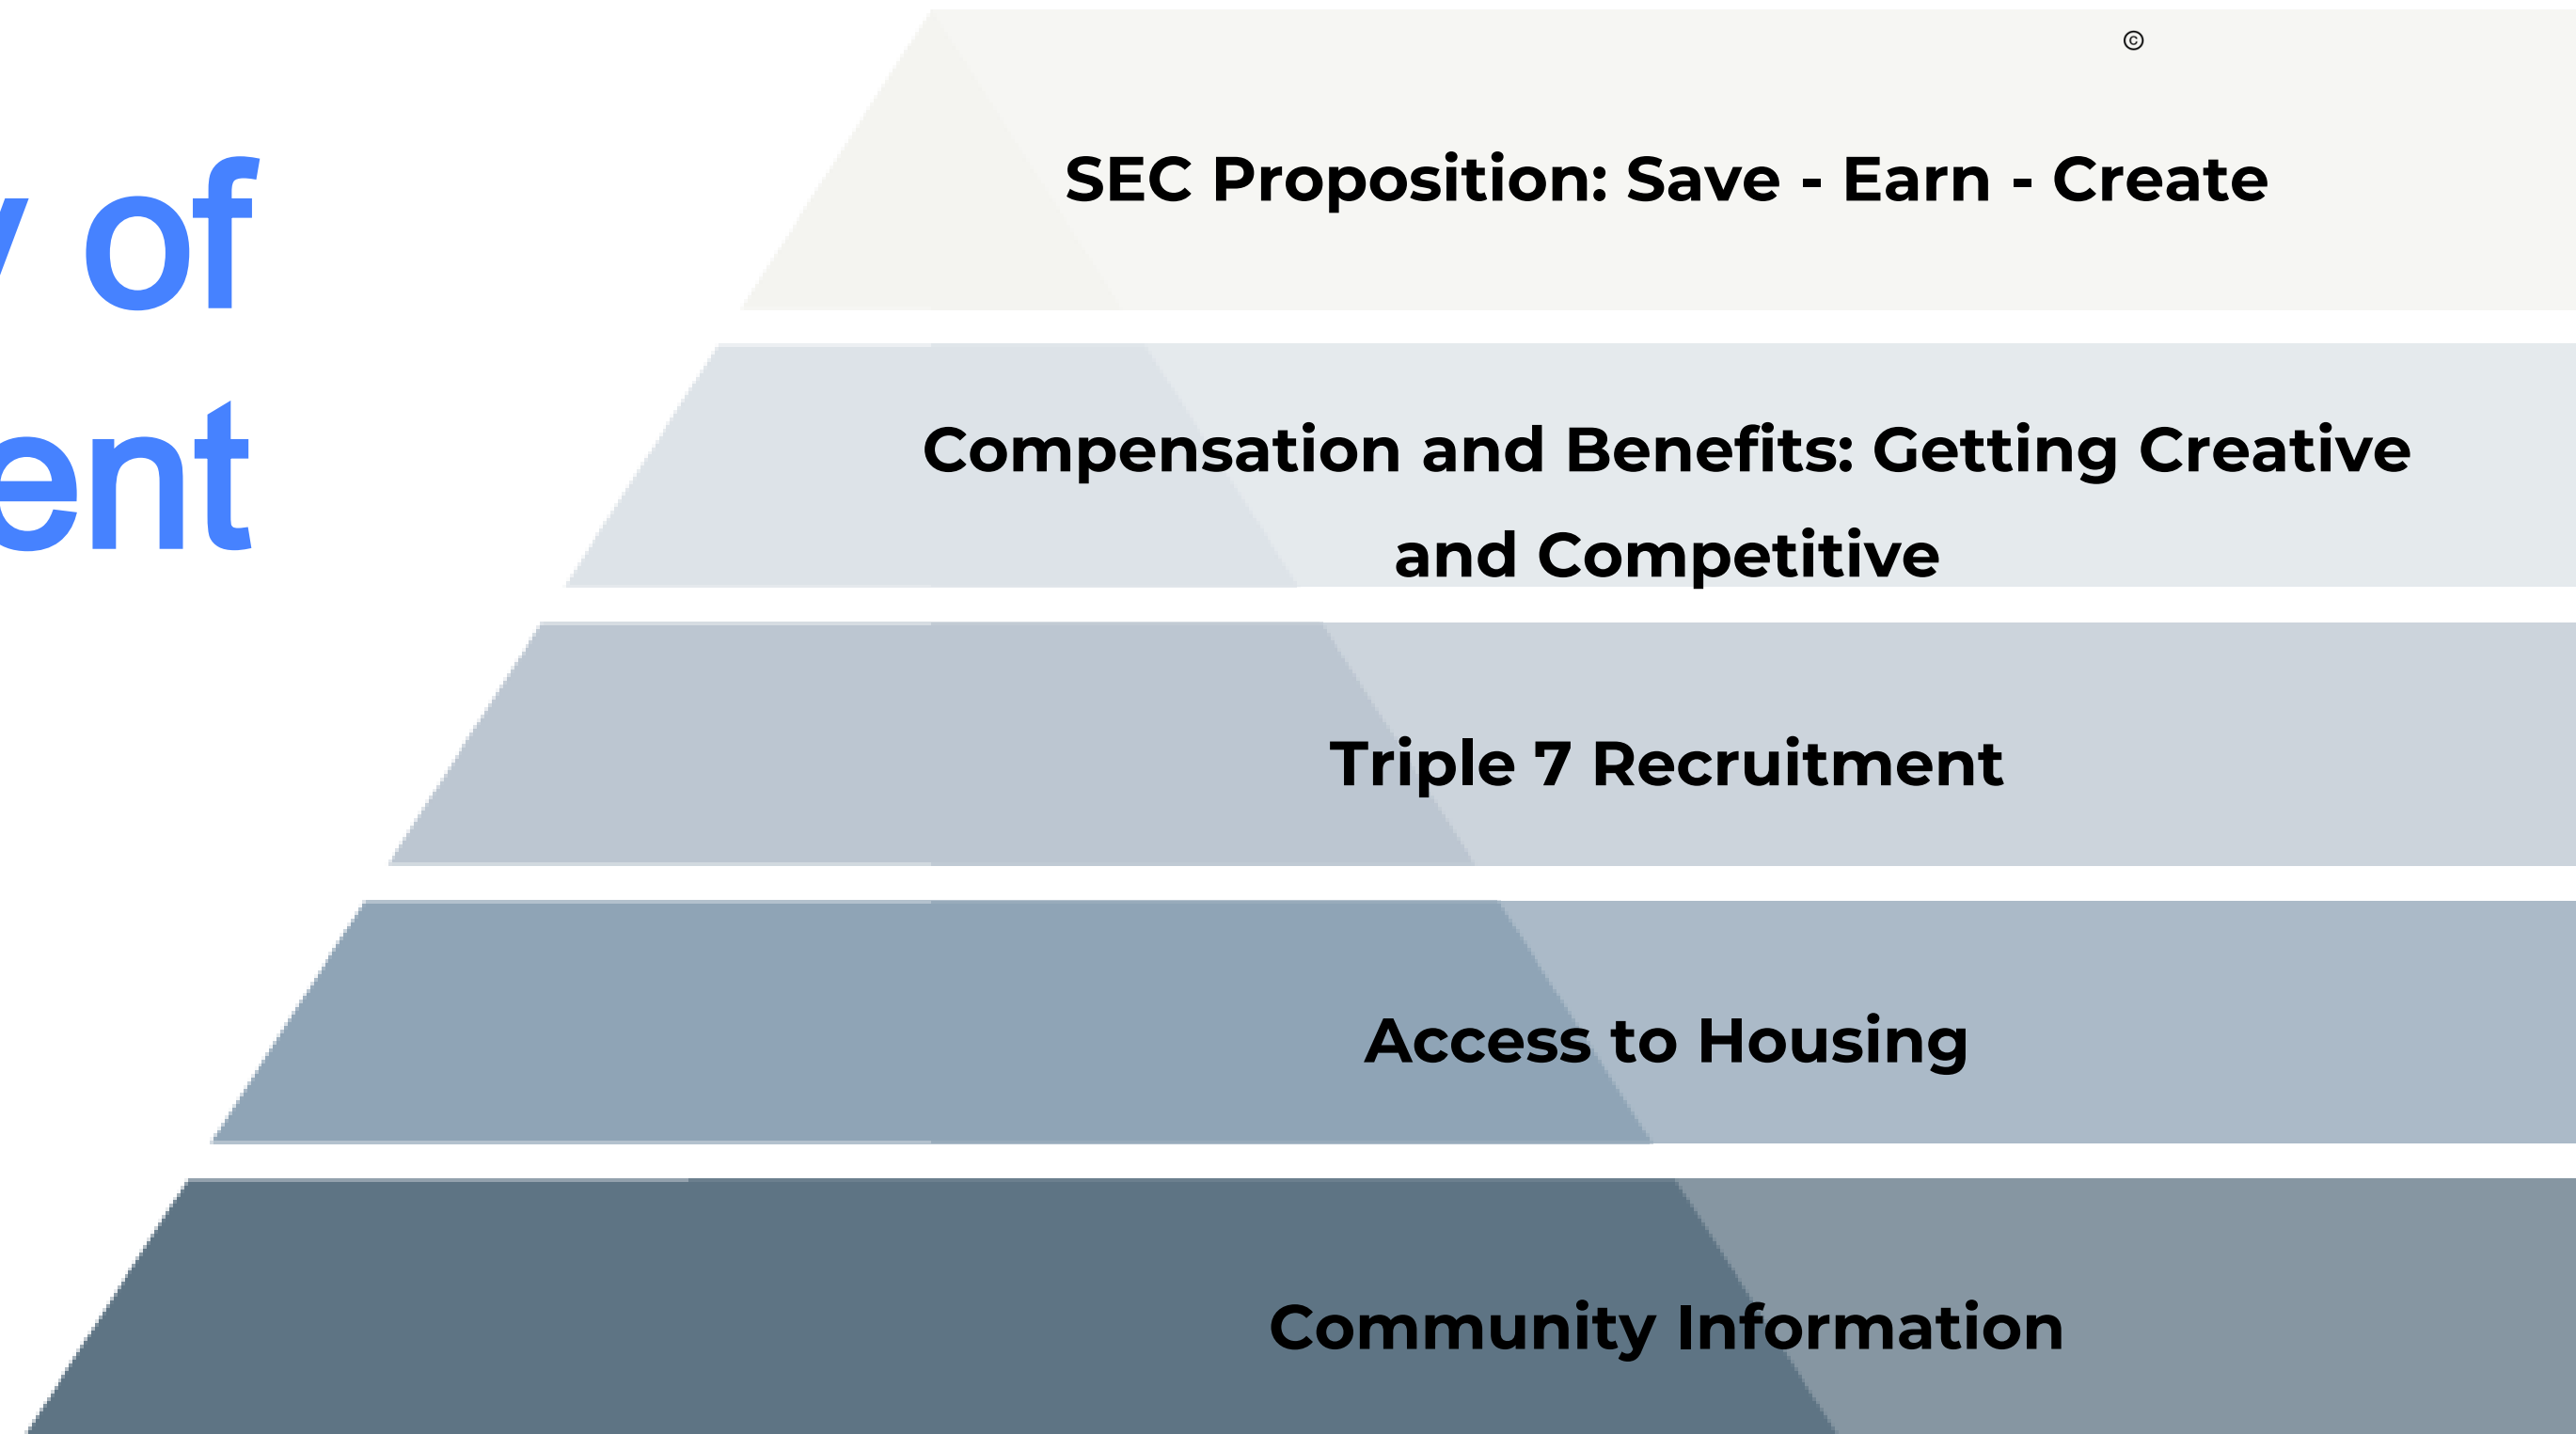 ©
y of
ent
SEC Proposition: Save - Earn - Create
Compensation and Benefits: Getting Creative
and Competitive
Triple 7 Recruitment
Access to Housing
Community Information